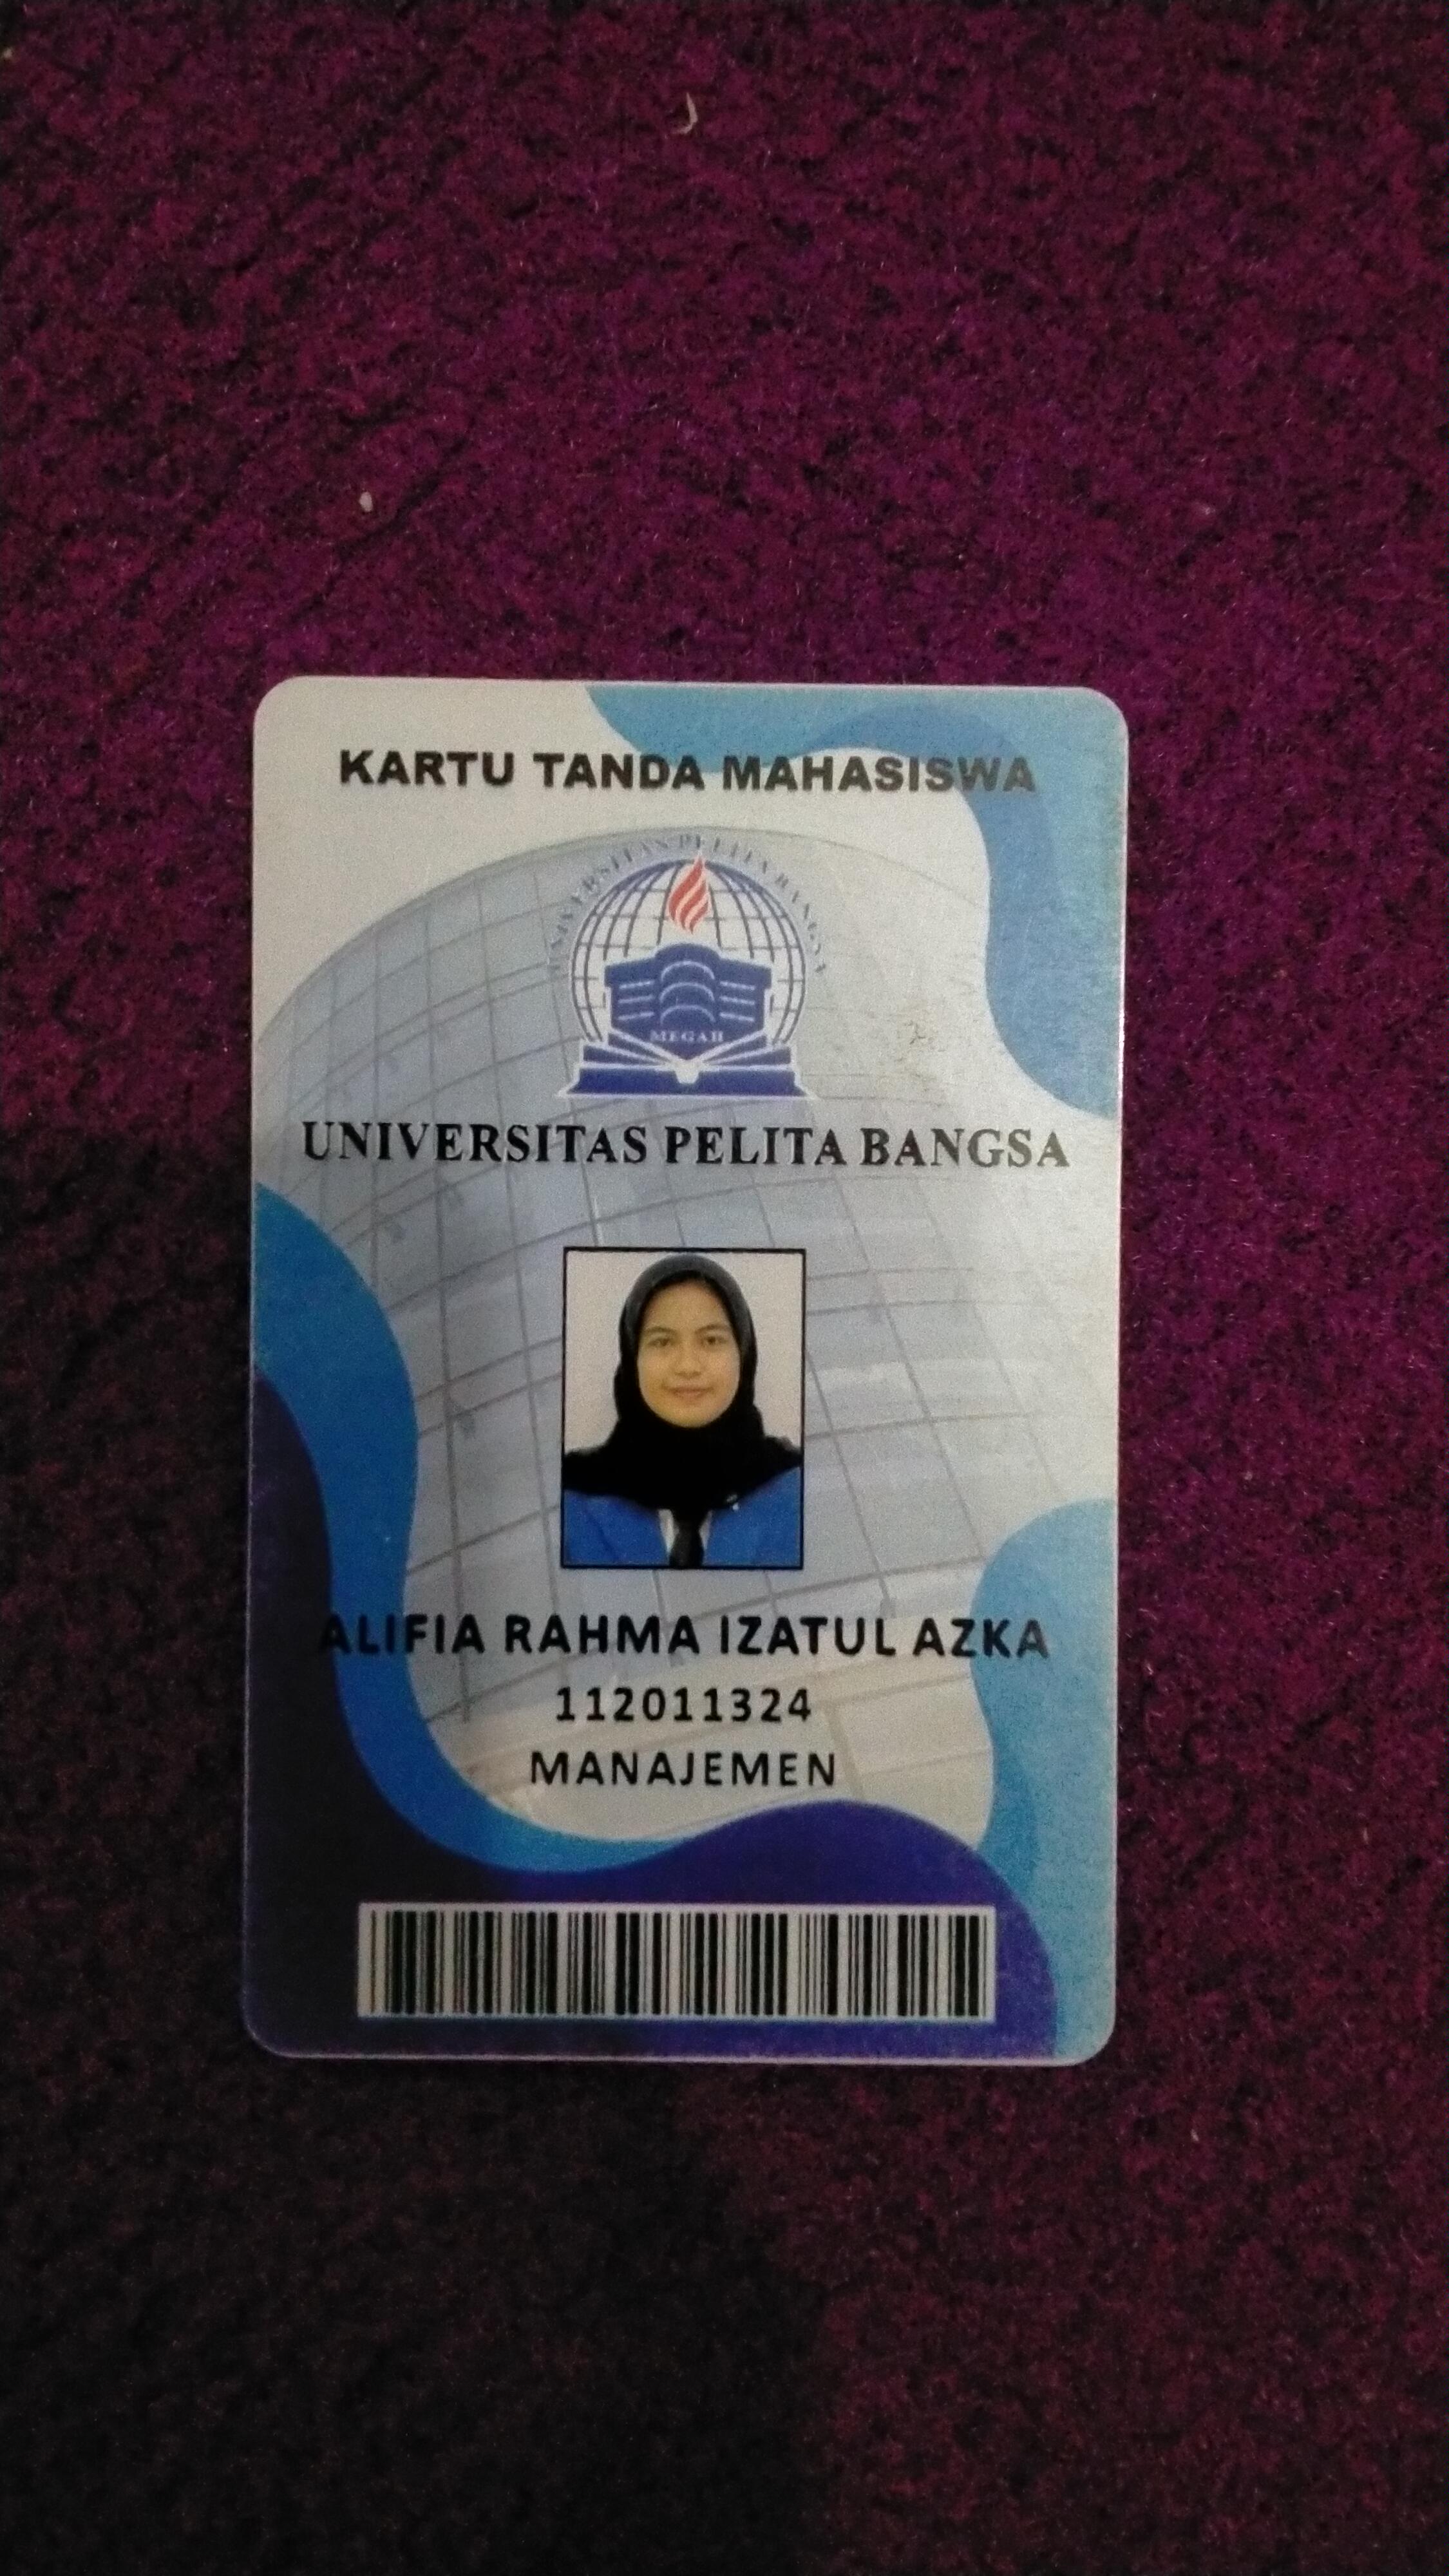 KARTU TANDA MAHASISWA
UNIVERSITAS PELITA BANGSA
MEGAH
UNIVERSITAS PELITA BANGSA
ALIFIA RAHMA IZATUL AZKA
112011324
MANAJEMEN